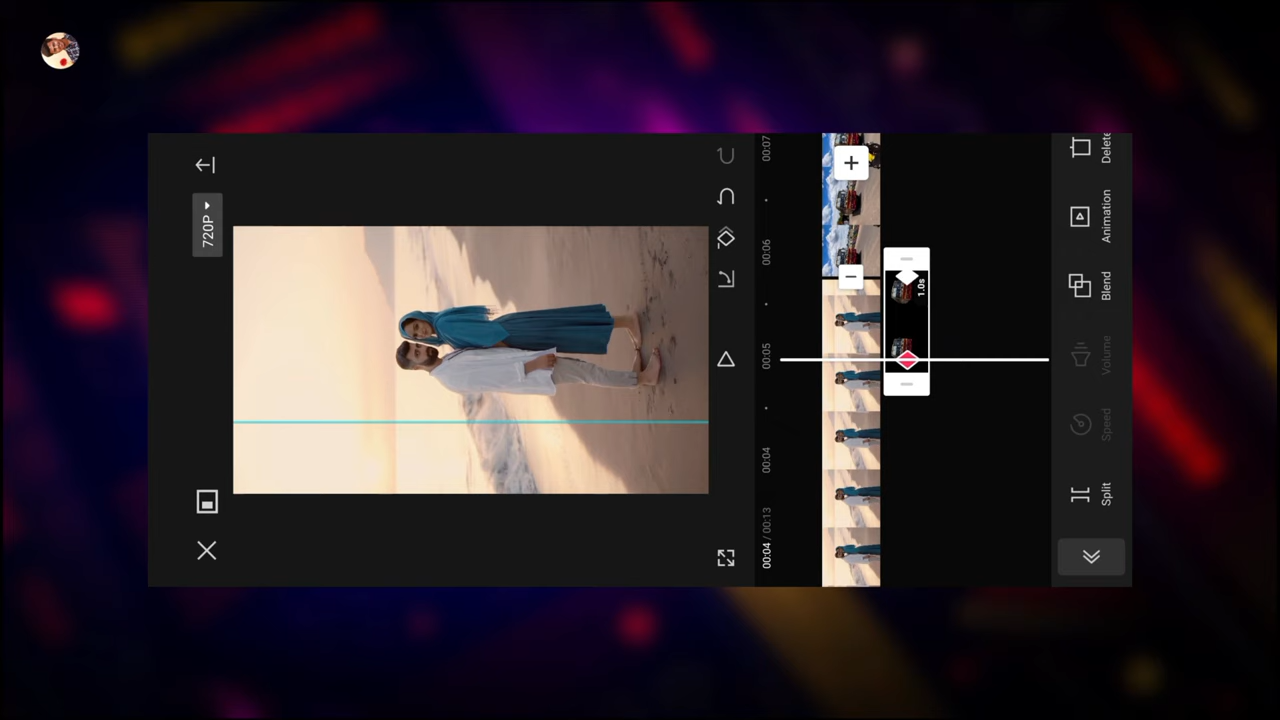 720P
00:04 / 00:13
00:04
00:05
00:06
00:07
1.0s
Split
Speed
Volume
Blend
Animation
Delete